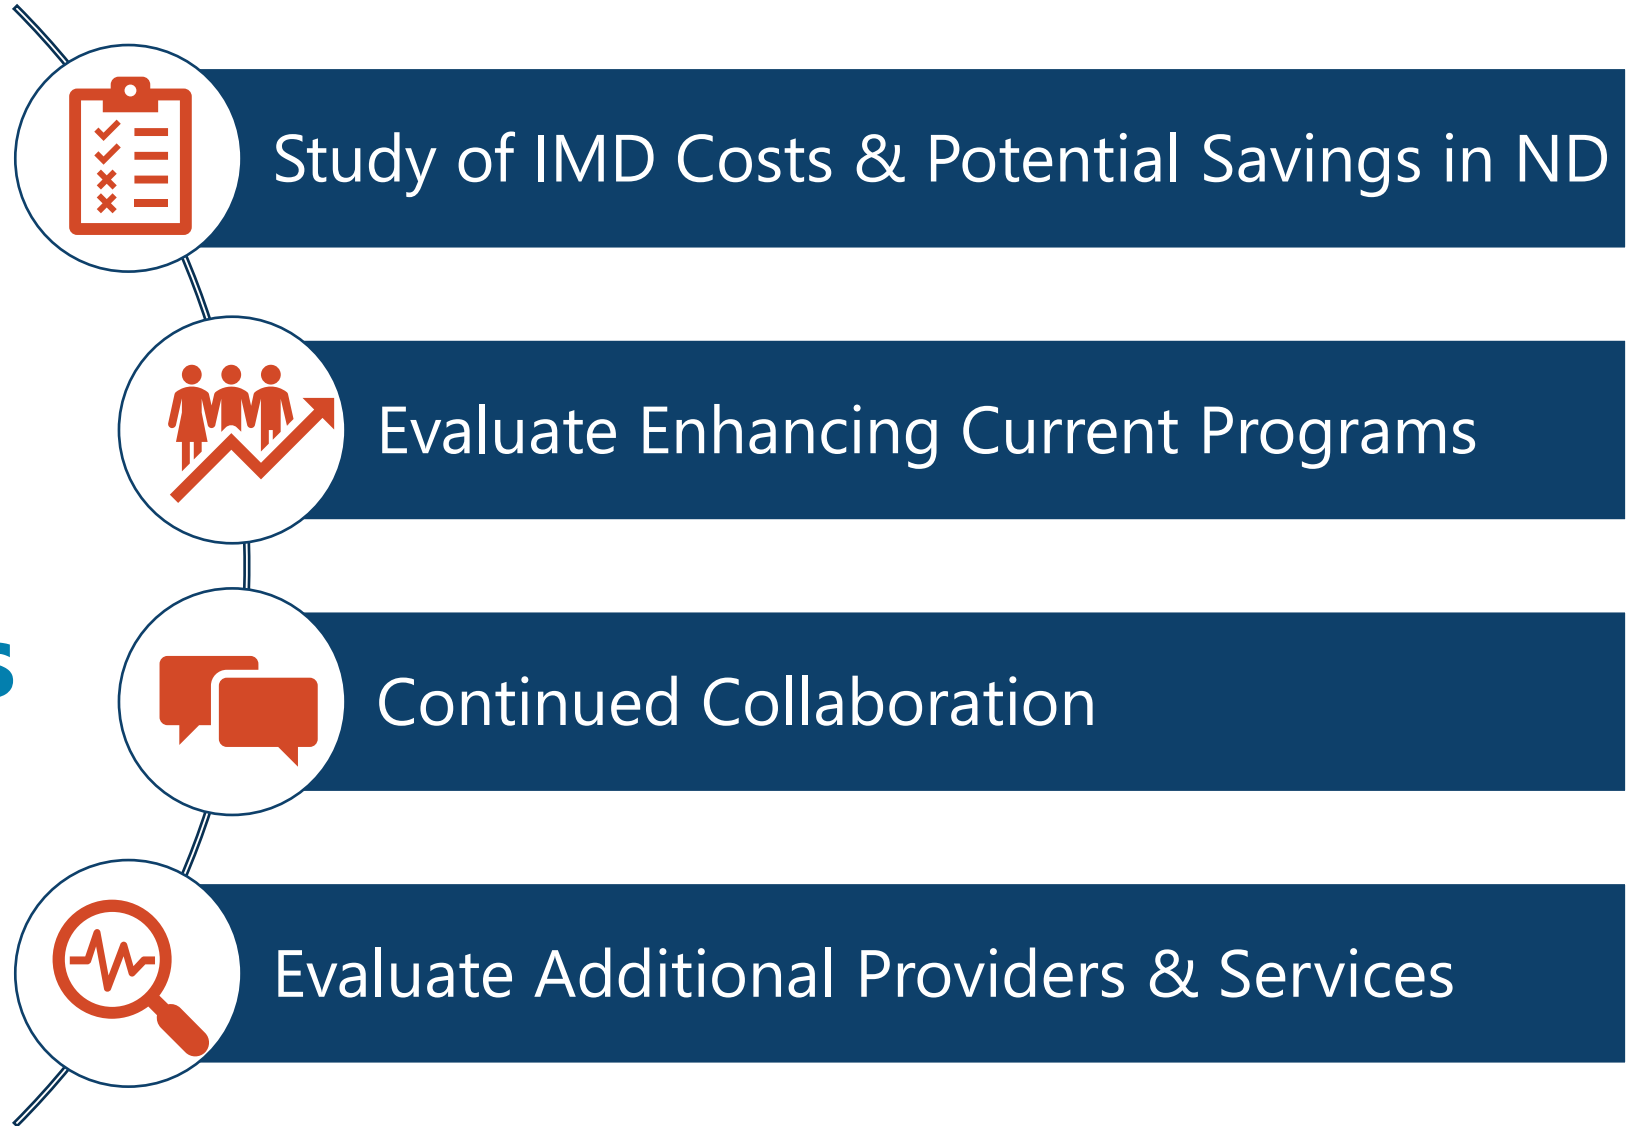 Study of IMD Costs & Potential Savings in ND
Evaluate Enhancing Current Programs
s
Continued Collaboration
Evaluate Additional Providers & Services